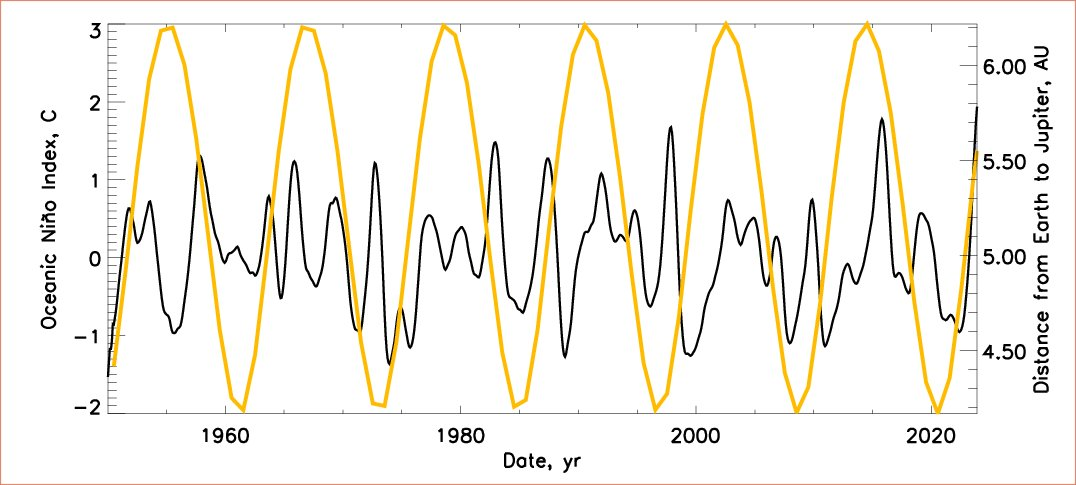 3
2
1
0
−1
−2
Oceanic Niño Index, C
6.00
5.50
5.00
4.50
Distance from Earth to Jupiter, AU
1960 1980 2000 2020
Date, yr